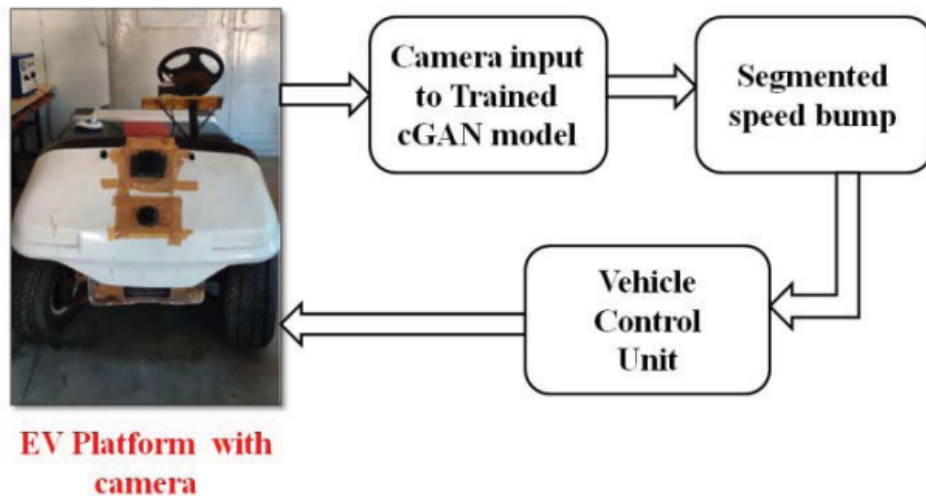 Camera input
to Trained
cGAN model
Segmented
speed bump
Vehicle
Control
Unit
EV Platform with
camera